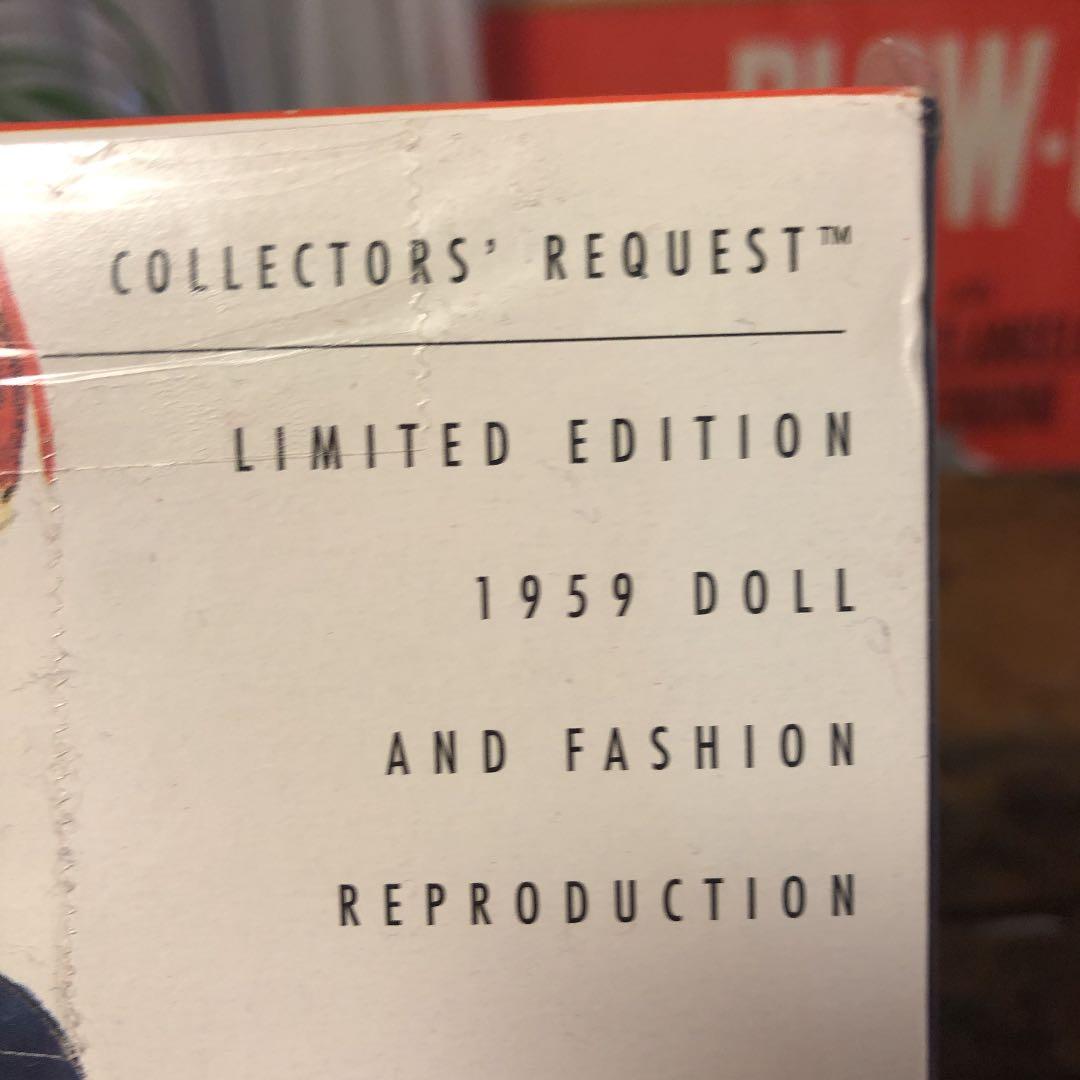 COLLECTORS' REQUEST™
LIMITED EDITION
1959 DOLL
AND FASHION
REPRODUCTION